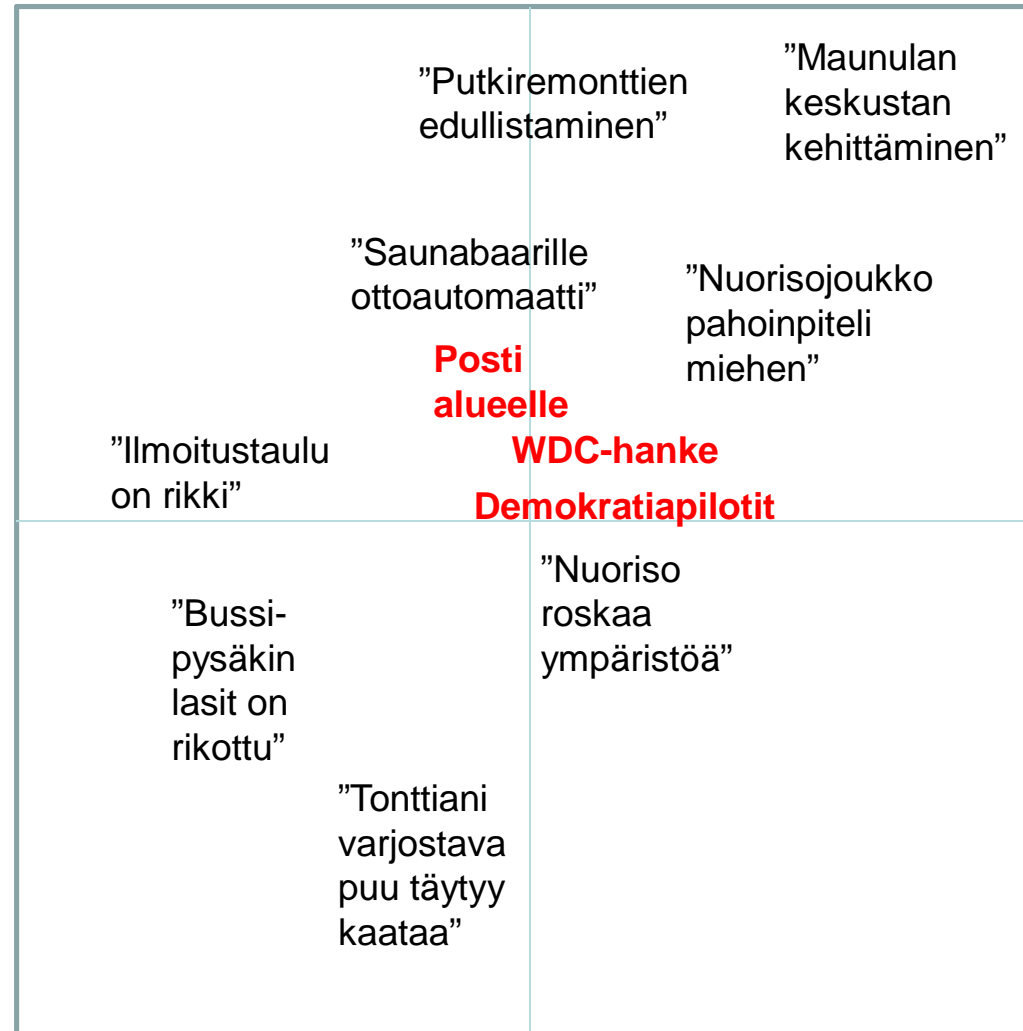 ”Putkiremonttien
edullistaminen”
”Maunulan
keskustan
kehittäminen”
”Saunabaarille
ottoautomaatti”
”Nuorisojoukko
pahoinpiteli
miehen”
Posti
alueelle
”Ilmoitustaulu
on rikki”
WDC-hanke
Demokratiapilotit
”Nuoriso
roskaa
ympäristöä”
”Bussi-
pysäkin
lasit on
rikottu”
”Tonttiani
varjostava
puu täytyy
kaataa”